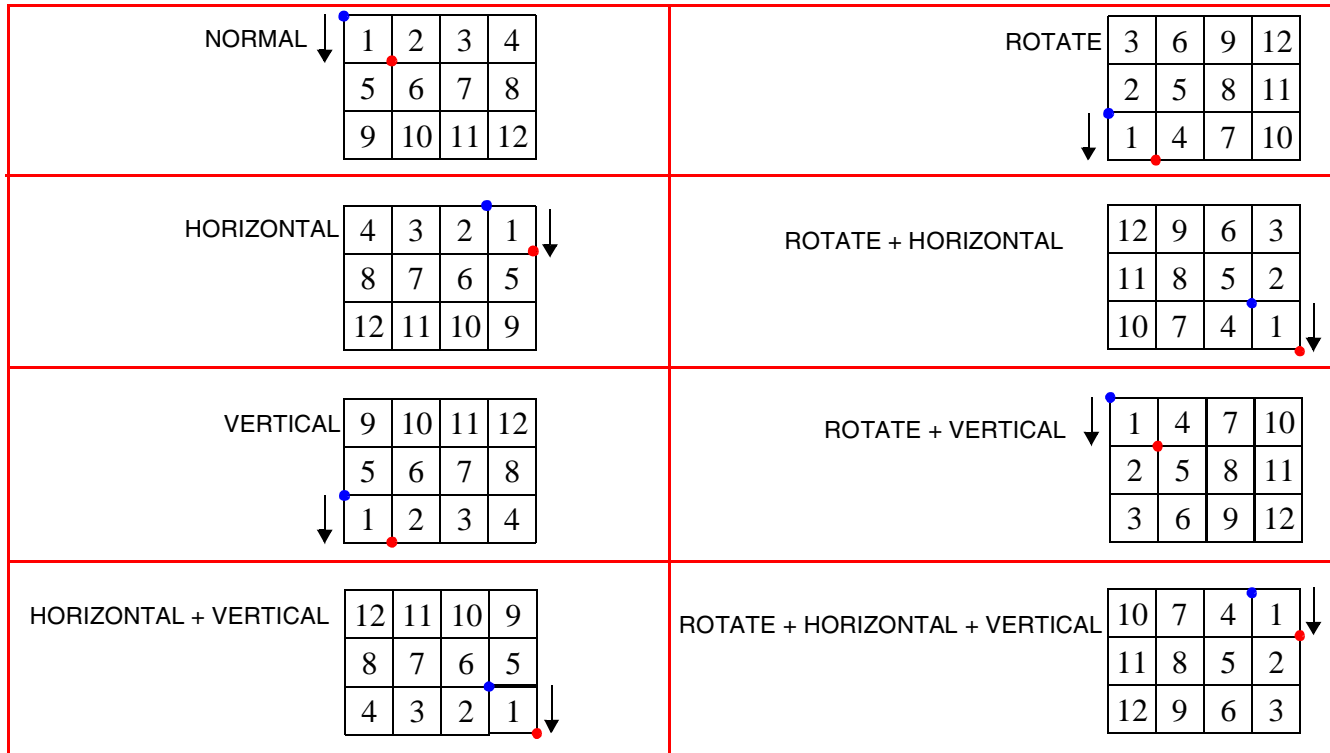 NORMAL
1 2 3 4
5 6 7 8
9 10 11 12
ROTATE
3 6 9 12
2 5 8 11
1 4 7 10
HORIZONTAL
4 3 2 1
8 7 6 5
12 11 10 9
ROTATE + HORIZONTAL
12 9 6 3
11 8 5 2
10 7 4 1
VERTICAL
9 10 11 12
5 6 7 8
1 2 3 4
ROTATE + VERTICAL
1 4 7 10
2 5 8 11
3 6 9 12
HORIZONTAL + VERTICAL
12 11 10 9
8 7 6 5
4 3 2 1
ROTATE + HORIZONTAL + VERTICAL
10 7 4 1
11 8 5 2
12 9 6 3